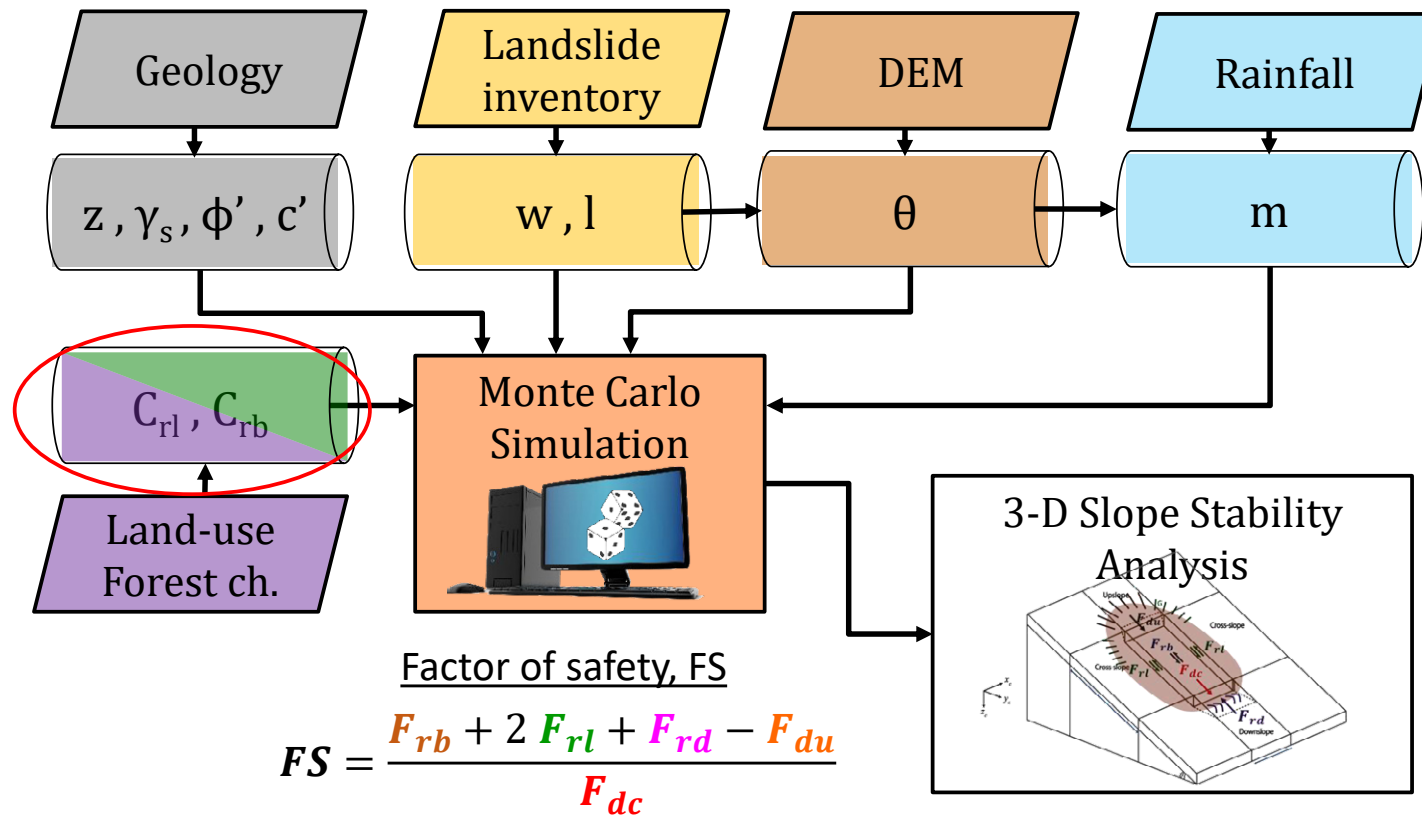 Geology
Landslide
inventory
DEM
Rainfall
z , γs, ϕ’ , c’
w , l
θ
m
Crl , Crb
Land-use
Forest ch.
Monte Carlo
Simulation
3-D Slope Stability
Analysis
Upslope
Fdu
Cross-slope
Frb
Frl
Cross-slope
Frl
Fdc
Frd
Downslope
Factor of safety, FS
FS = (Frb + 2 Frl + Frd − Fdu) / Fdc